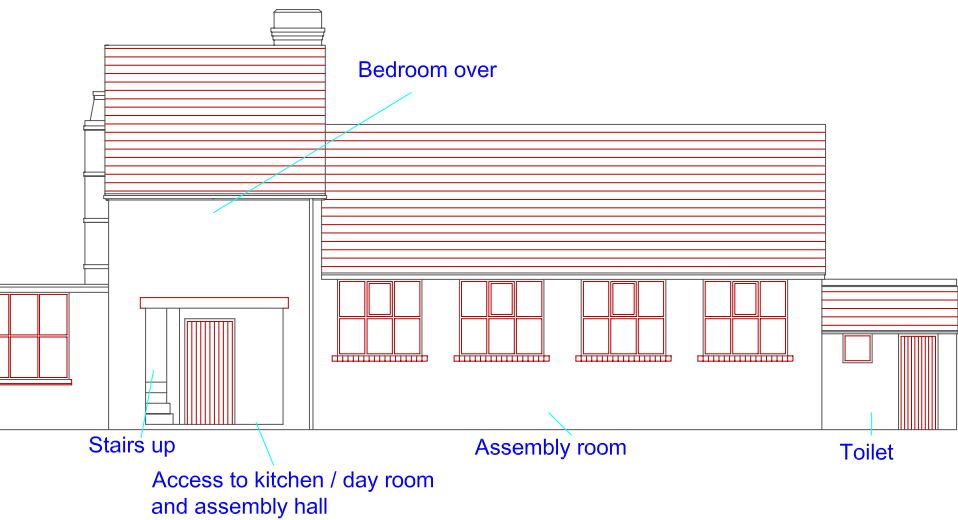 Bedroom over
Stairs up
Assembly room
Toilet
Access to kitchen / day room
and assembly hall